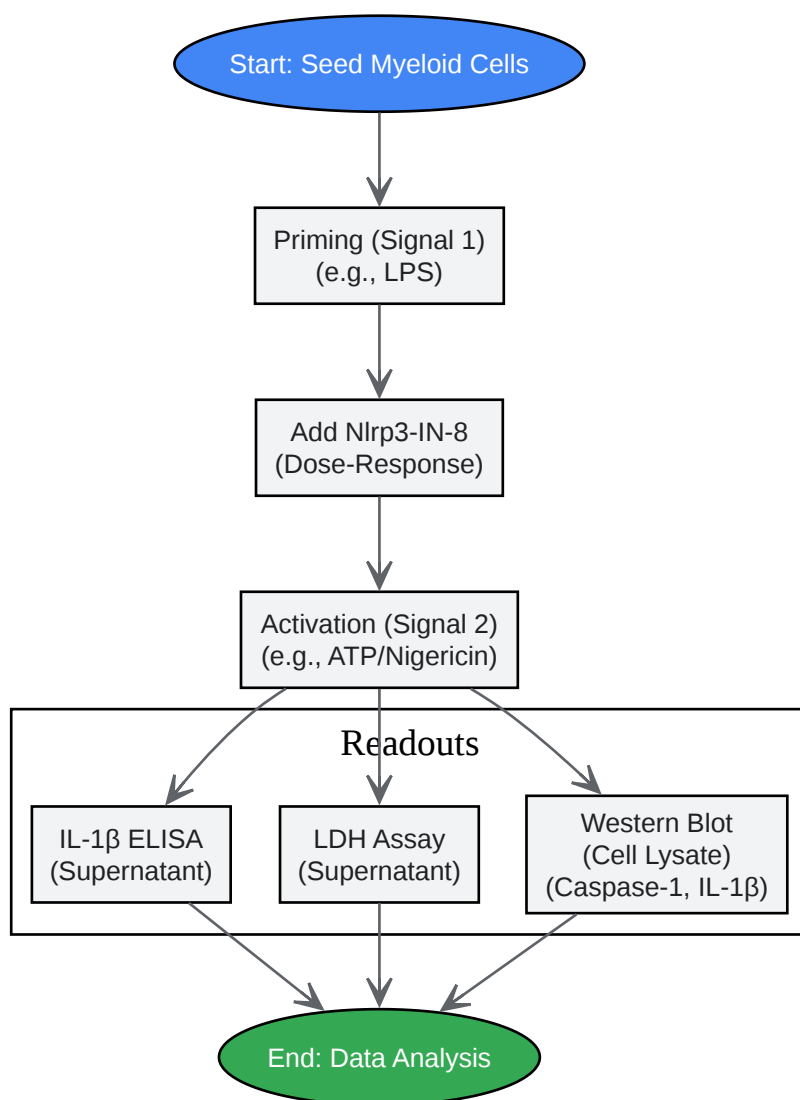 Start: Seed Myeloid Cells
Priming (Signal 1)
(e.g., LPS)
Add Nlrp3-IN-8
(Dose-Response)
Activation (Signal 2)
(e.g., ATP/Nigericin)
Readouts
IL-1β ELISA
(Supernatant)
LDH Assay
(Supernatant)
Western Blot
(Cell Lysate)
(Caspase-1, IL-1β)
End: Data Analysis